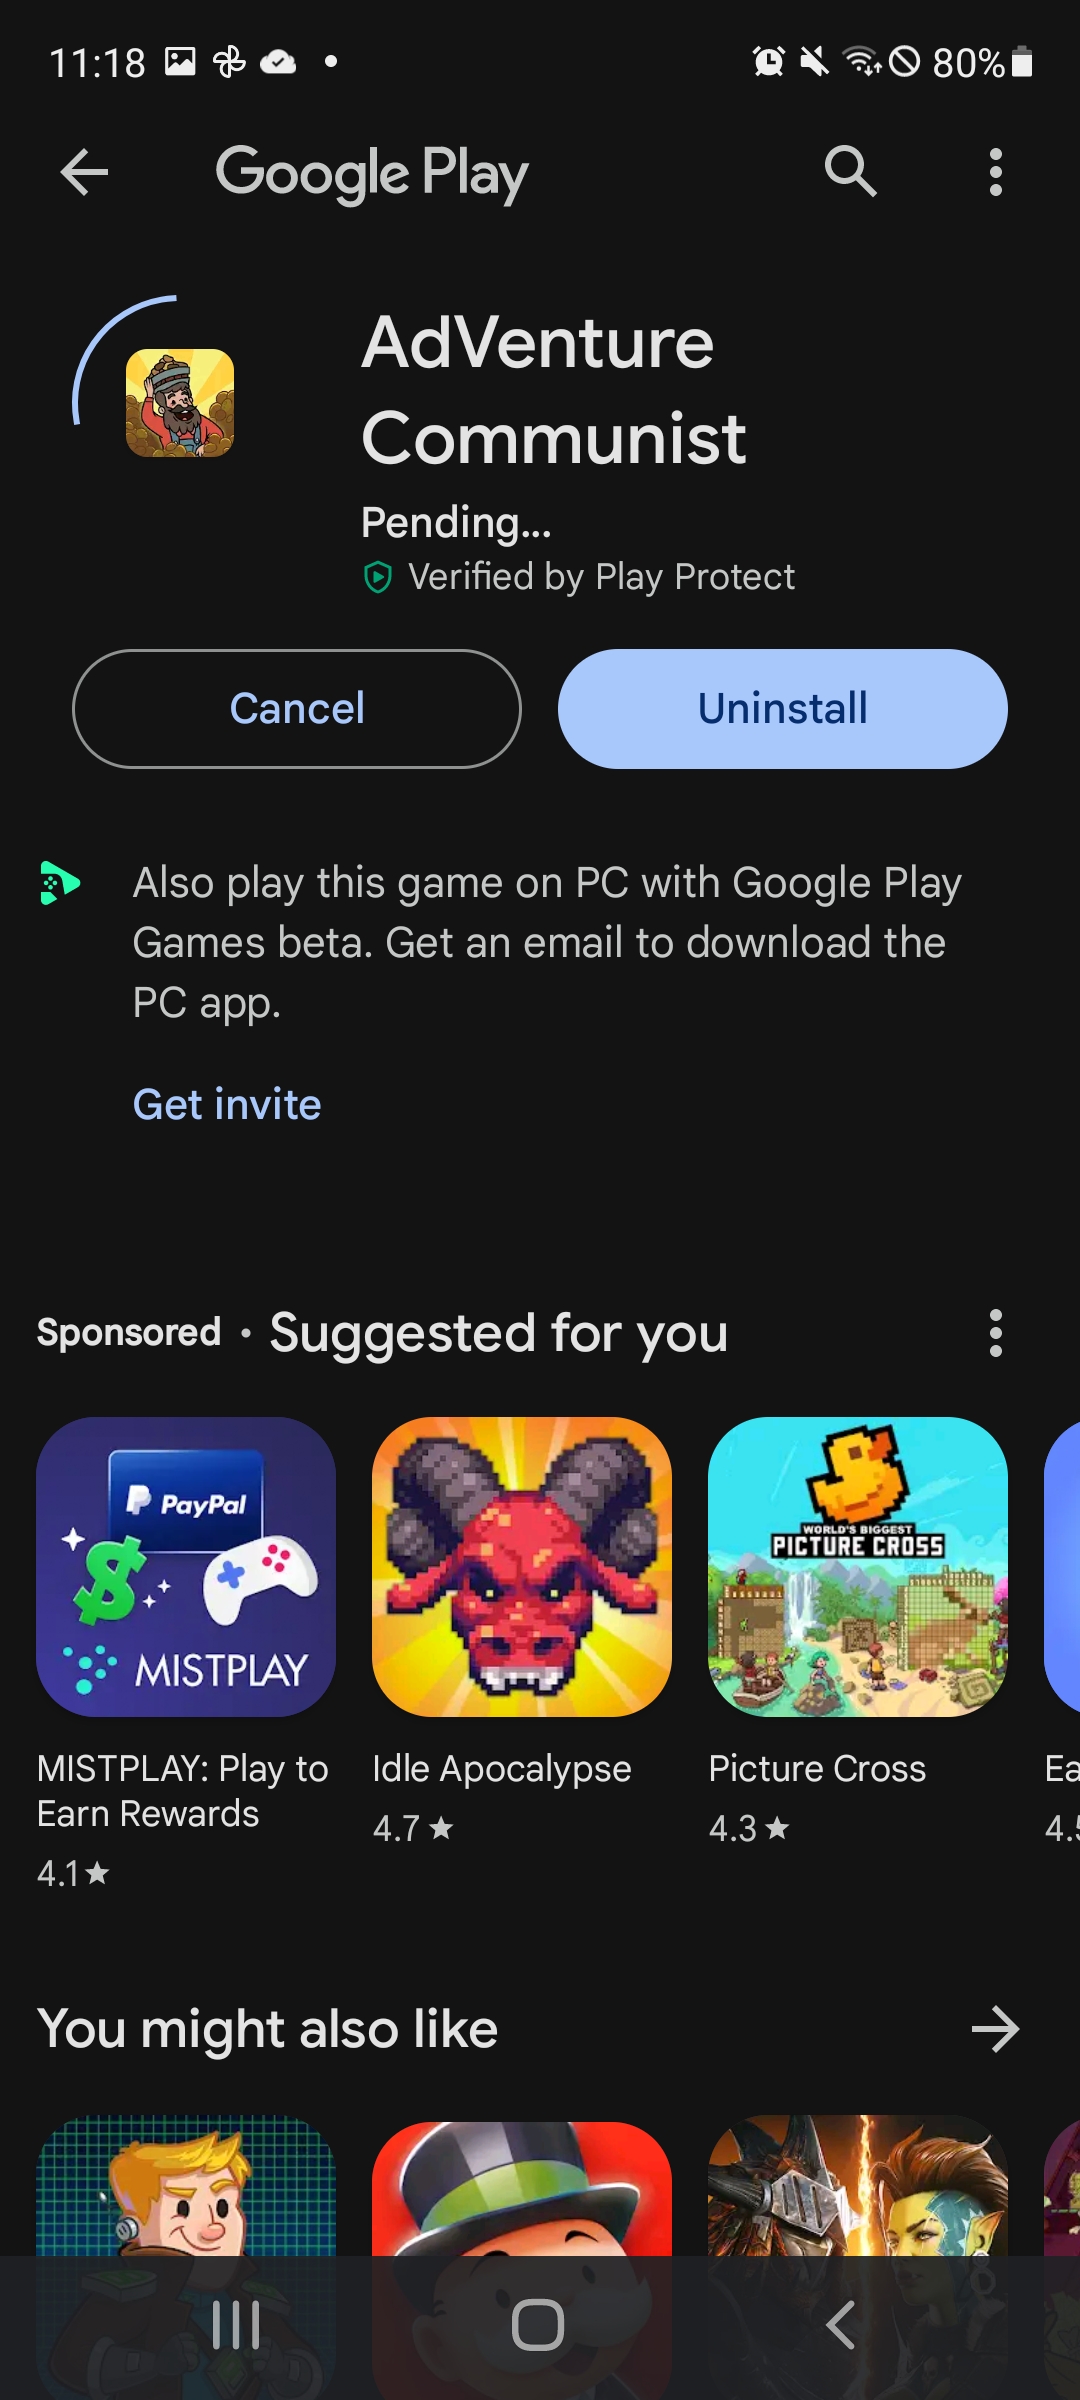 11:18
80%
Google Play
AdVenture
Communist
Pending...
Verified by Play Protect
Cancel
Uninstall
Also play this game on PC with Google Play
Games beta. Get an email to download the
PC app.
Get invite
Sponsored • Suggested for you
PayPal
$
MISTPLAY
WORLD'S BIGGEST
PICTURE CROSS
MISTPLAY: Play to
Earn Rewards
4.1★
Idle Apocalypse
4.7 ★
Picture Cross
4.3 ★
Ea
4.5
You might also like